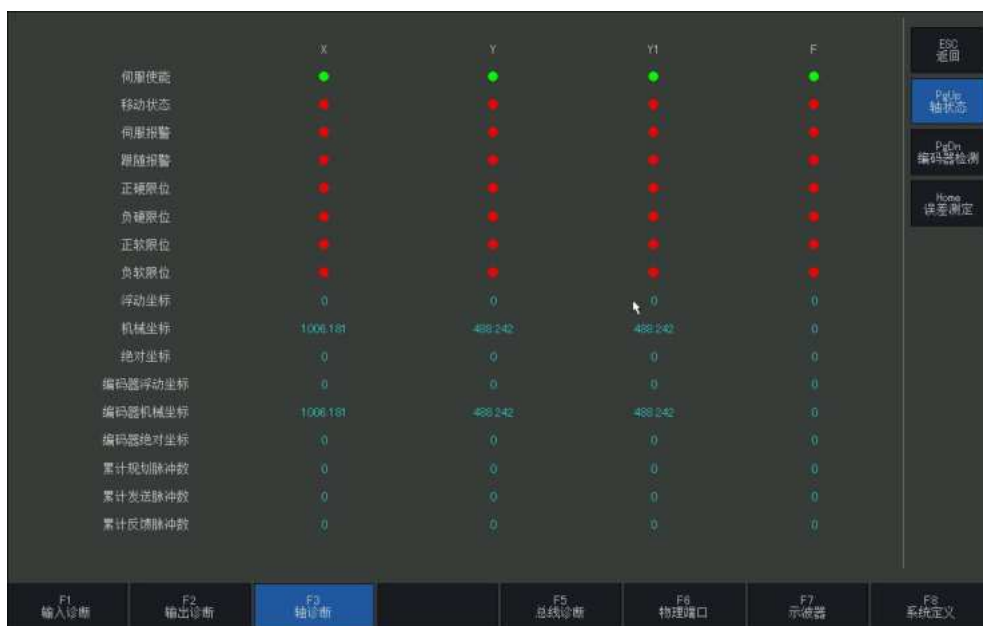 X Y Y1 F
伺服使能
移动状态
伺服报警
跟随报警
正硬限位
负硬限位
正软限位
负软限位
浮动坐标 0 0 0 0
机械坐标 1006.181 488.242 488.242 0
绝对坐标 0 0 0 0
编码器浮动坐标 0 0 0 0
编码器机械坐标 1006.181 488.242 488.242 0
编码器绝对坐标 0 0 0 0
累计规划脉冲数 0 0 0 0
累计发送脉冲数 0 0 0 0
累计反馈脉冲数 0 0 0 0
ESC
返回
PgUp
轴状态
PgDn
编码器检测
Home
误差测定
F1
输入诊断
F2
输出诊断
F3
轴诊断
F5
总线诊断
F6
物理端口
F7
示波器
F8
系统定义